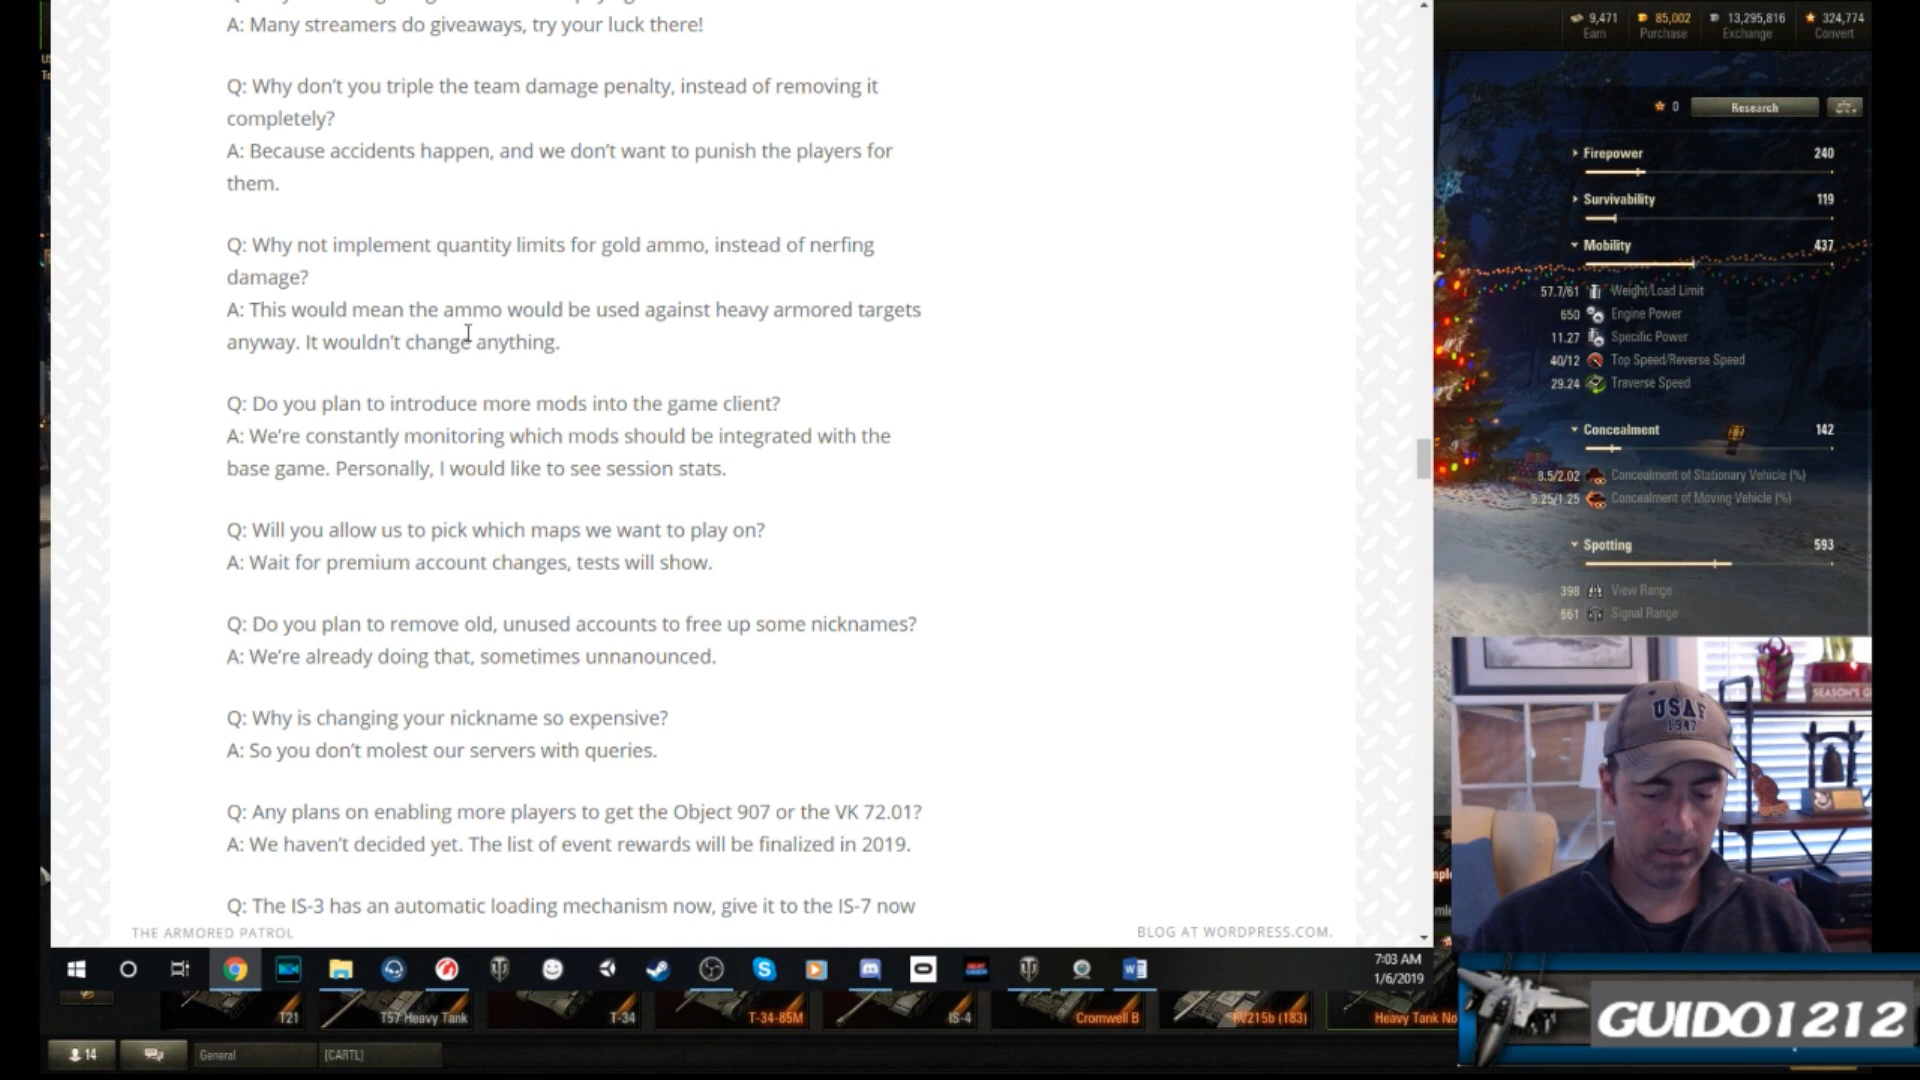 A: Many streamers do giveaways, try your luck there!
Q: Why don't you triple the team damage penalty, instead of removing it
completely?
A: Because accidents happen, and we don't want to punish the players for
them.
Q: Why not implement quantity limits for gold ammo, instead of nerfing
damage?
A: This would mean the ammo would be used against heavy armored targets
anyway. It wouldn't change anything.
Q: Do you plan to introduce more mods into the game client?
A: We're constantly monitoring which mods should be integrated with the
base game. Personally, I would like to see session stats.
Q: Will you allow us to pick which maps we want to play on?
A: Wait for premium account changes, tests will show.
Q: Do you plan to remove old, unused accounts to free up some nicknames?
A: We're already doing that, sometimes unnanounced.
Q: Why is changing your nickname so expensive?
A: So you don't molest our servers with queries.
Q: Any plans on enabling more players to get the Object 907 or the VK 72.01?
A: We haven't decided yet. The list of event rewards will be finalized in 2019.
Q: The IS-3 has an automatic loading mechanism now, give it to the IS-7 now
THE ARMORED PATROL
BLOG AT WORDPRESS.COM.
9,471 85,002 13,295,816 324,774
Earn Purchase Exchange Convert
0 Research
Firepower 240
Survivability 119
Mobility 437
57.7/61 Weight/Load Limit
650 Engine Power
11.27 Specific Power
40/12 Top Speed/Reverse Speed
29.24 Traverse Speed
Concealment 142
8.5/2.02 Concealment of Stationary Vehicle (%)
5.25/1.25 Concealment of Moving Vehicle (%)
Spotting 593
398 View Range
661 Signal Range
SEASON'S
USAF
1947
7:03 AM
1/6/2019
T21 T57 Heavy Tank T-34 T-34-85M IS-4 Cromwell B FV215b (183) Heavy Tank No
14 General [CARTL]
GUIDO1212